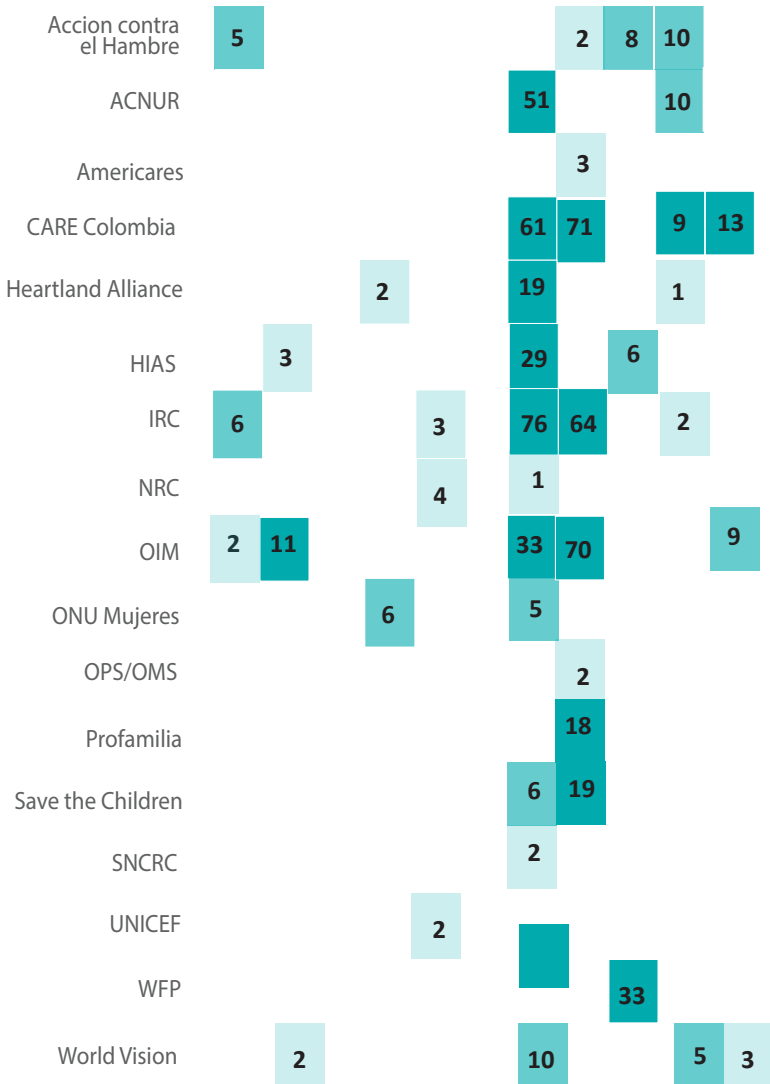 Accion contra
el Hambre
5 2 8 10
ACNUR 51 10
Americares 3
CARE Colombia 61 71 9 13
Heartland Alliance 2 19 1
HIAS 3 29 6
IRC 6 3 76 64 2
NRC 4 1
OIM 2 11 33 70 9
ONU Mujeres 6 5
OPS/OMS 2
Profamilia 18
Save the Children 6 19
SNCRC 2
UNICEF 2
WFP 33
World Vision 2 10 5 3